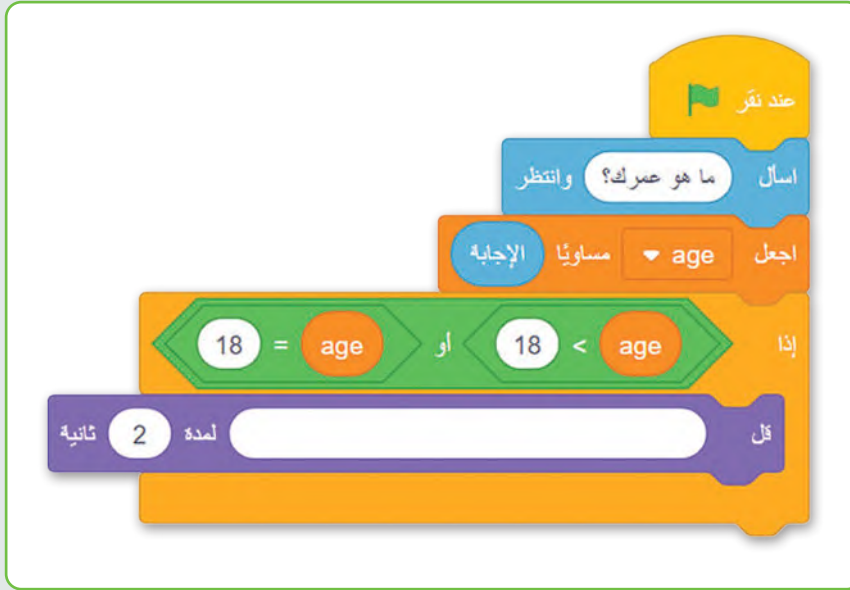 عند نقر
اسأل ما هو عمرك؟ وانتظر
اجعل age مساويًا الإجابة
إذا age > 18 أو age = 18
قل لمدة 2 ثانية